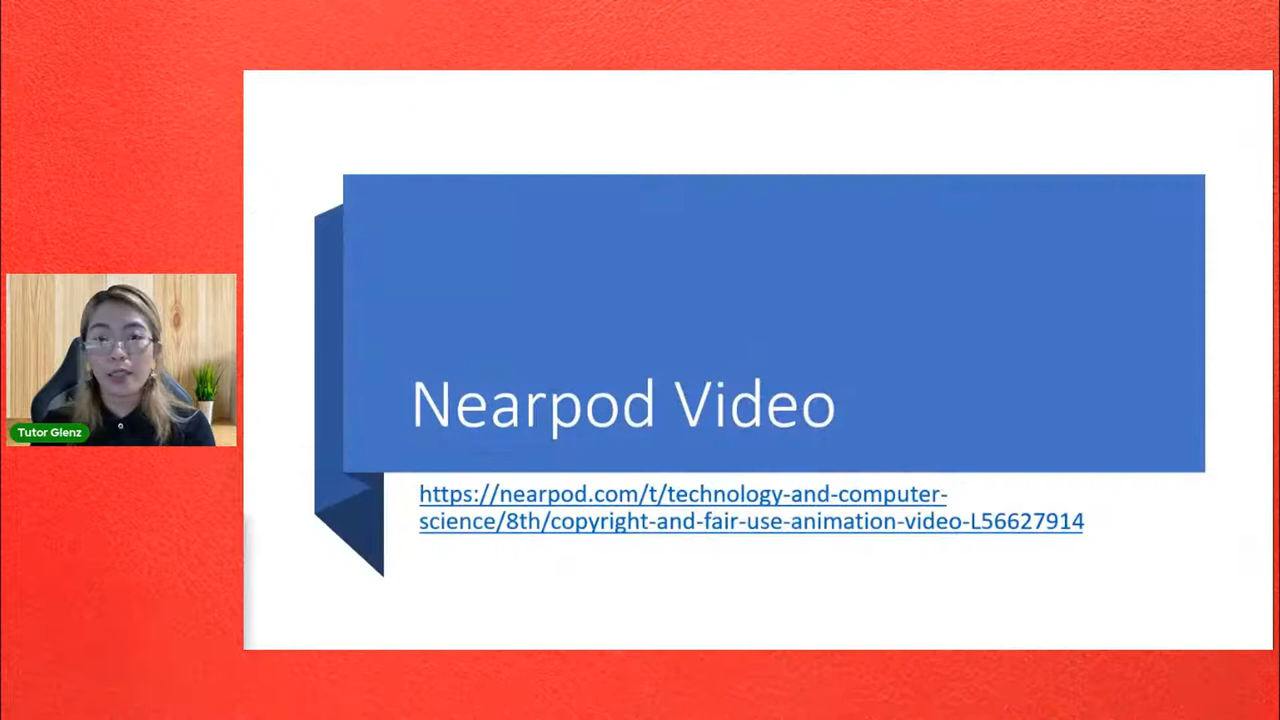 Nearpod Video
https://nearpod.com/t/technology-and-computer-
science/8th/copyright-and-fair-use-animation-video-L56627914
Tutor Glenz